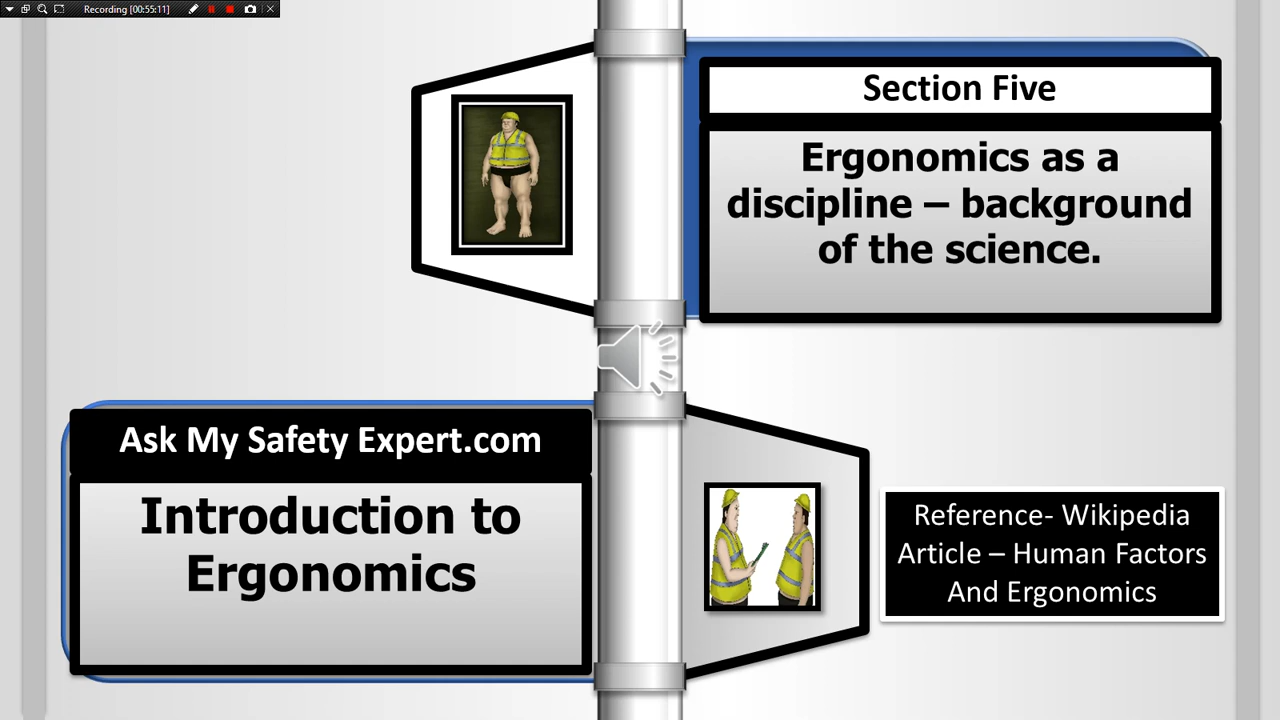 Recording [00:55:11]
Section Five
Ergonomics as a
discipline – background
of the science.
Ask My Safety Expert.com
Introduction to
Ergonomics
Reference- Wikipedia
Article – Human Factors
And Ergonomics